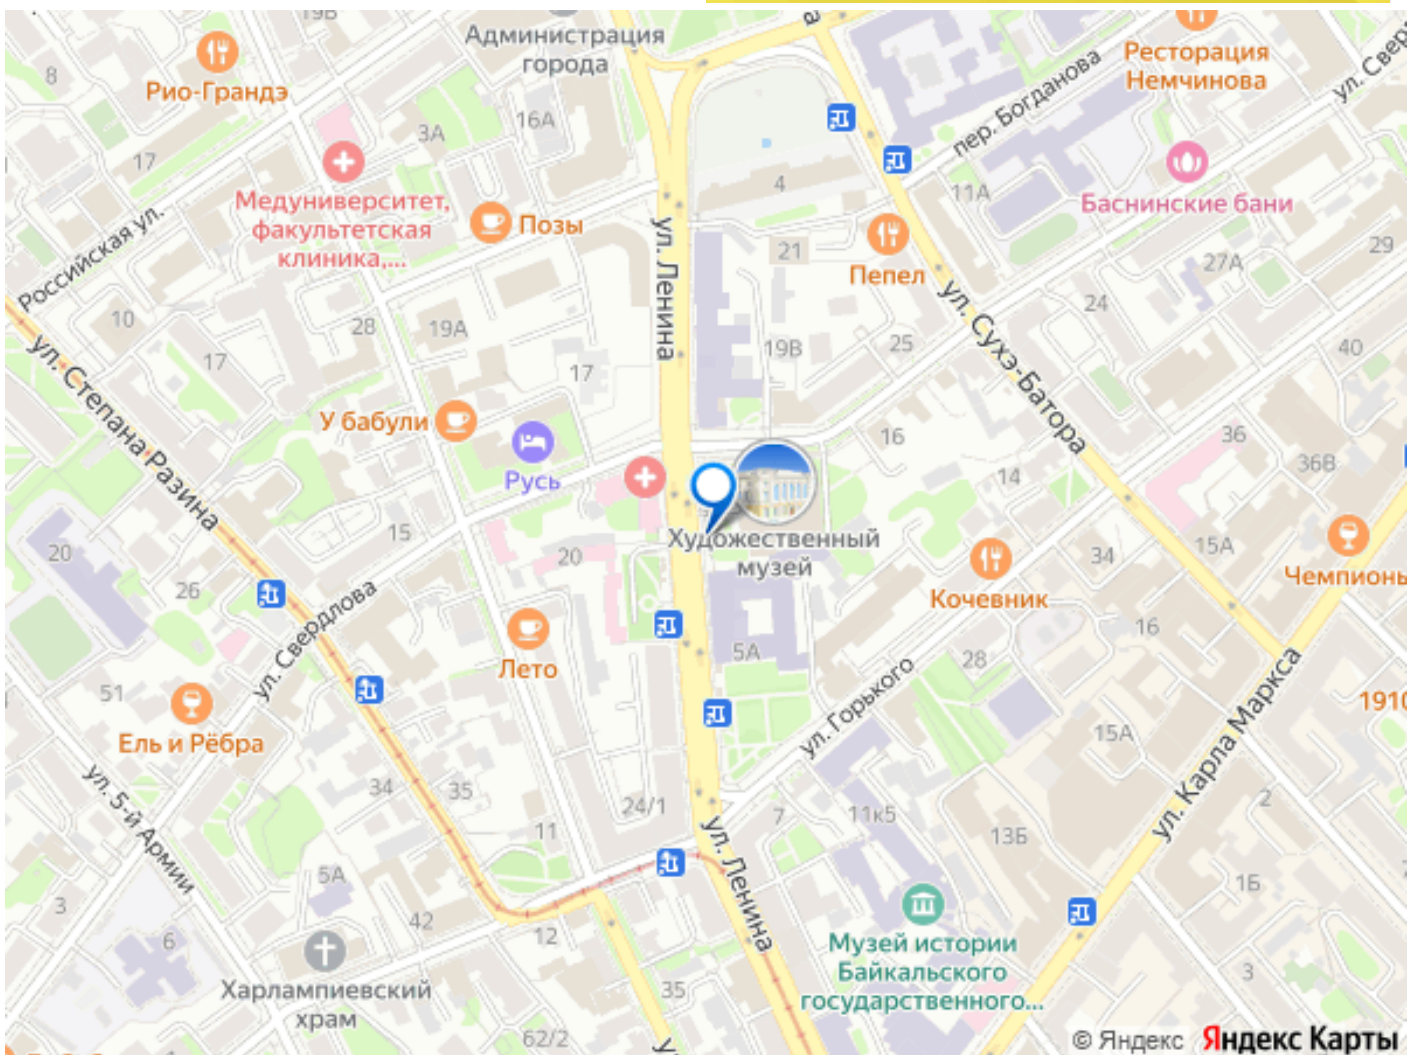 19В
Администрация
города
Ресторация
Немчинова
ул. Свер
Рио-Грандэ
8
16А
3А
пер. Богданова
17
4
11А
Медуниверситет,
факультетская
клиника,...
Позы
Баснинские бани
Российская ул.
ул. Ленина
21
Пепел
27А
29
10
28
19А
24
ул. Сухэ-Батора
17
17
19В
25
40
ул. Степана Разина
У бабули
Русь
16
14
36
36В
15
Художественный
музей
20
20
26
34
15А
Кочевник
Чемпионы
ул. Свердлова
Лето
5А
28
16
51
ул. Горького
Ель и Рёбра
1910
15А
ул. Карла Маркса
34
35
24/1
7
11к5
2
ул. 5-й Армии
11
ул. Ленина
13Б
5А
1Б
3
42
6
12
Музей истории
Байкальского
государственного...
Харлампиевский
храм
35
3
62/2
© Яндекс Яндекс Карты